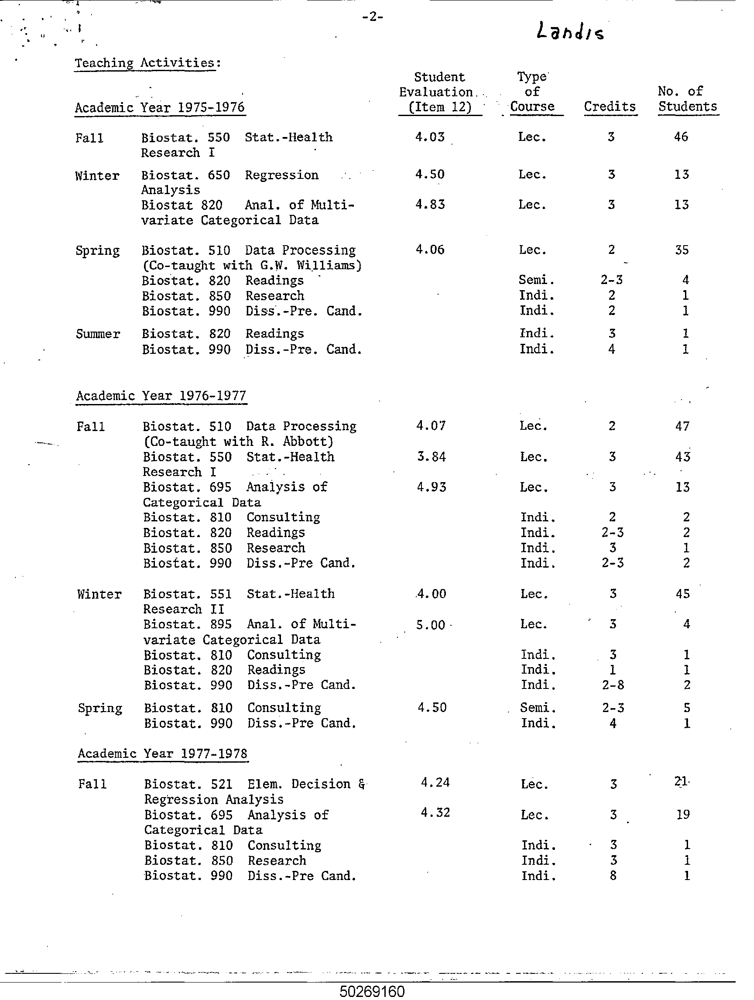 -2-
Landis
Teaching Activities:
Student Type
Evaluation of No. of
Academic Year 1975-1976 (Item 12) Course Credits Students
Fall Biostat. 550 Stat.-Health 4.03 Lec. 3 46
Research I
Winter Biostat. 650 Regression 4.50 Lec. 3 13
Analysis
Biostat 820 Anal. of Multi- 4.83 Lec. 3 13
variate Categorical Data
Spring Biostat. 510 Data Processing 4.06 Lec. 2 35
(Co-taught with G.W. Williams)
Biostat. 820 Readings Semi. 2-3 4
Biostat. 850 Research Indi. 2 1
Biostat. 990 Diss.-Pre. Cand. Indi. 2 1
Summer Biostat. 820 Readings Indi. 3 1
Biostat. 990 Diss.-Pre. Cand. Indi. 4 1
Academic Year 1976-1977
Fall Biostat. 510 Data Processing 4.07 Lec. 2 47
(Co-taught with R. Abbott)
Biostat. 550 Stat.-Health 3.84 Lec. 3 43
Research I
Biostat. 695 Analysis of 4.93 Lec. 3 13
Categorical Data
Biostat. 810 Consulting Indi. 2 2
Biostat. 820 Readings Indi. 2-3 2
Biostat. 850 Research Indi. 3 1
Biostat. 990 Diss.-Pre Cand. Indi. 2-3 2
Winter Biostat. 551 Stat.-Health 4.00 Lec. 3 45
Research II
Biostat. 895 Anal. of Multi- 5.00 Lec. 3 4
variate Categorical Data
Biostat. 810 Consulting Indi. 3 1
Biostat. 820 Readings Indi. 1 1
Biostat. 990 Diss.-Pre Cand. Indi. 2-8 2
Spring Biostat. 810 Consulting 4.50 Semi. 2-3 5
Biostat. 990 Diss.-Pre Cand. Indi. 4 1
Academic Year 1977-1978
Fall Biostat. 521 Elem. Decision & 4.24 Lec. 3 21
Regression Analysis
Biostat. 695 Analysis of 4.32 Lec. 3 19
Categorical Data
Biostat. 810 Consulting Indi. 3 1
Biostat. 850 Research Indi. 3 1
Biostat. 990 Diss.-Pre Cand. Indi. 8 1
50269160